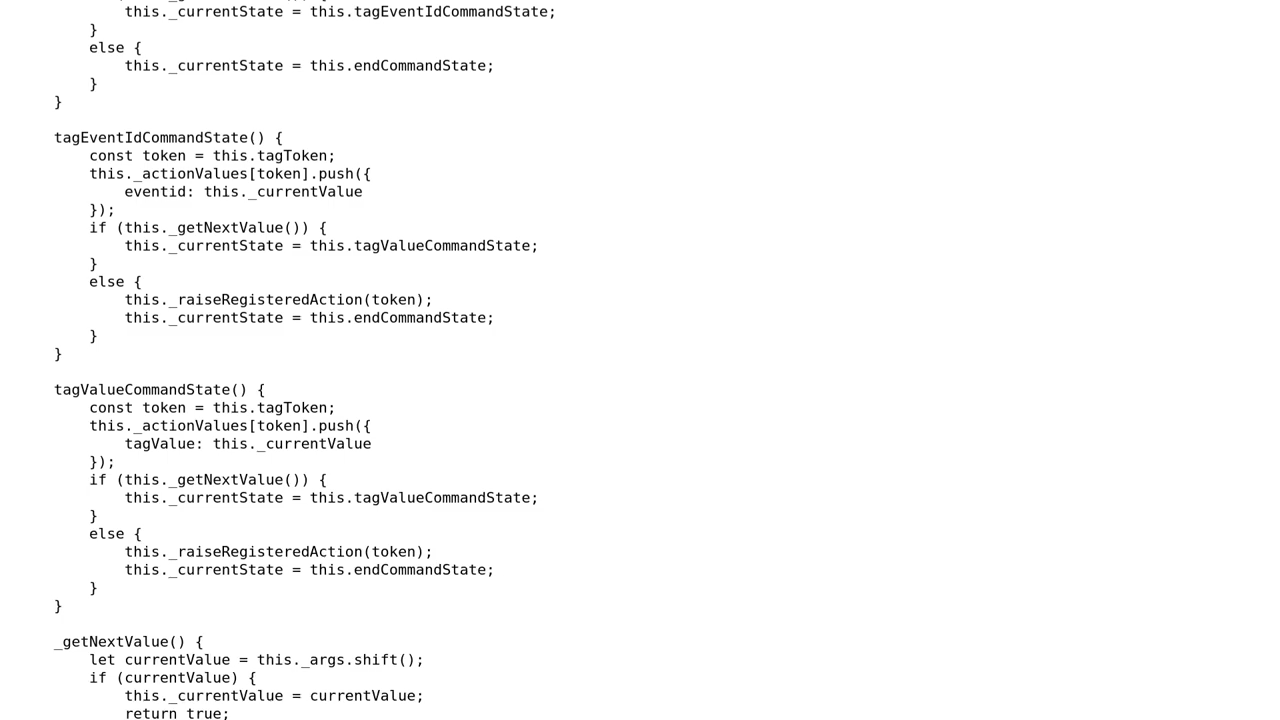 this._currentState = this.tagEventIdCommandState;
        }
        else {
            this._currentState = this.endCommandState;
        }
    }

    tagEventIdCommandState() {
        const token = this.tagToken;
        this._actionValues[token].push({
            eventid: this._currentValue
        });
        if (this._getNextValue()) {
            this._currentState = this.tagValueCommandState;
        }
        else {
            this._raiseRegisteredAction(token);
            this._currentState = this.endCommandState;
        }
    }

    tagValueCommandState() {
        const token = this.tagToken;
        this._actionValues[token].push({
            tagValue: this._currentValue
        });
        if (this._getNextValue()) {
            this._currentState = this.tagValueCommandState;
        }
        else {
            this._raiseRegisteredAction(token);
            this._currentState = this.endCommandState;
        }
    }

    _getNextValue() {
        let currentValue = this._args.shift();
        if (currentValue) {
            this._currentValue = currentValue;
            return true;